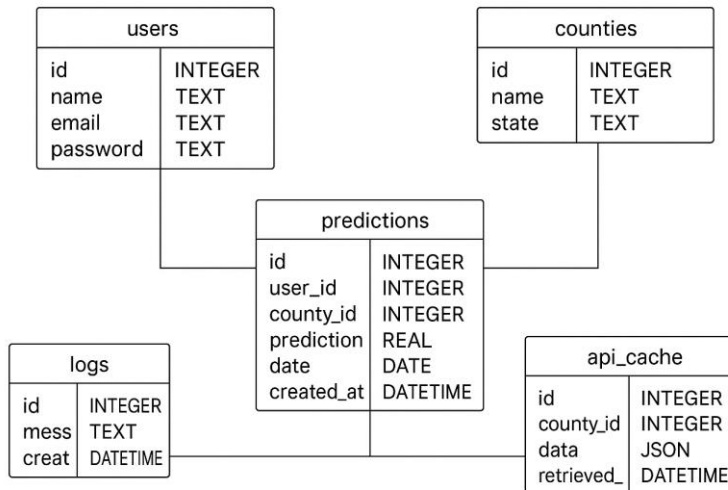 users
id INTEGER
name TEXT
email TEXT
password TEXT
counties
id INTEGER
name TEXT
state TEXT
predictions
id INTEGER
user_id INTEGER
county_id INTEGER
prediction REAL
date DATE
created_at DATETIME
logs
id INTEGER
mess TEXT
creat DATETIME
api_cache
id INTEGER
county_id INTEGER
data JSON
retrieved_ DATETIME